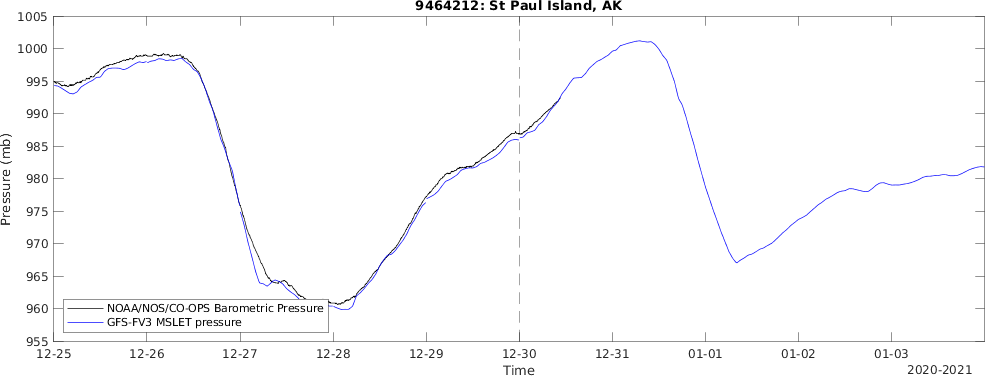 9464212: St Paul Island, AK
1005
1000
995
990
985
980
975
970
965
960
955
Pressure (mb)
NOAA/NOS/CO-OPS Barometric Pressure
GFS-FV3 MSLET pressure
12-25 12-26 12-27 12-28 12-29 12-30 12-31 01-01 01-02 01-03
Time
2020-2021